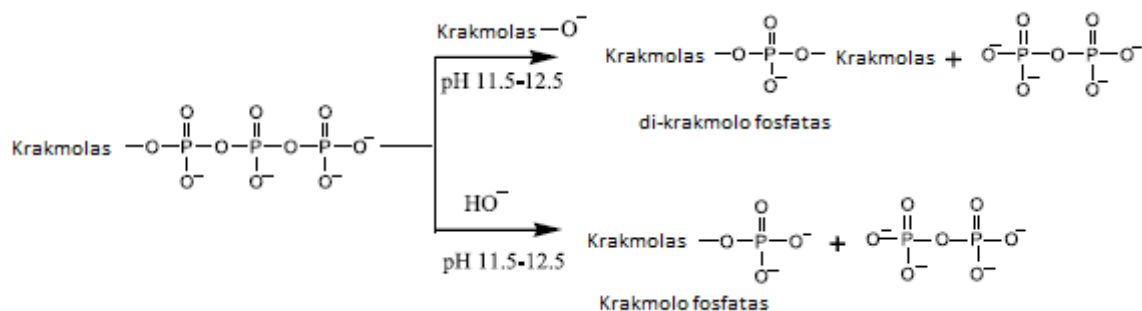 Krakmolas —O⁻
pH 11.5-12.5
Krakmolas —O—P—O— Krakmolas + ⁻O—P—O—P—O⁻
O O O
O⁻ O⁻ O⁻
di-krakmolo fosfatas
O O O
Krakmolas —O—P—O—P—O—P—O⁻
O⁻ O⁻ O⁻
HO⁻
pH 11.5-12.5
O O O
Krakmolas —O—P—O⁻ + ⁻O—P—O—P—O⁻
O⁻ O⁻ O⁻
Krakmolo fosfatas